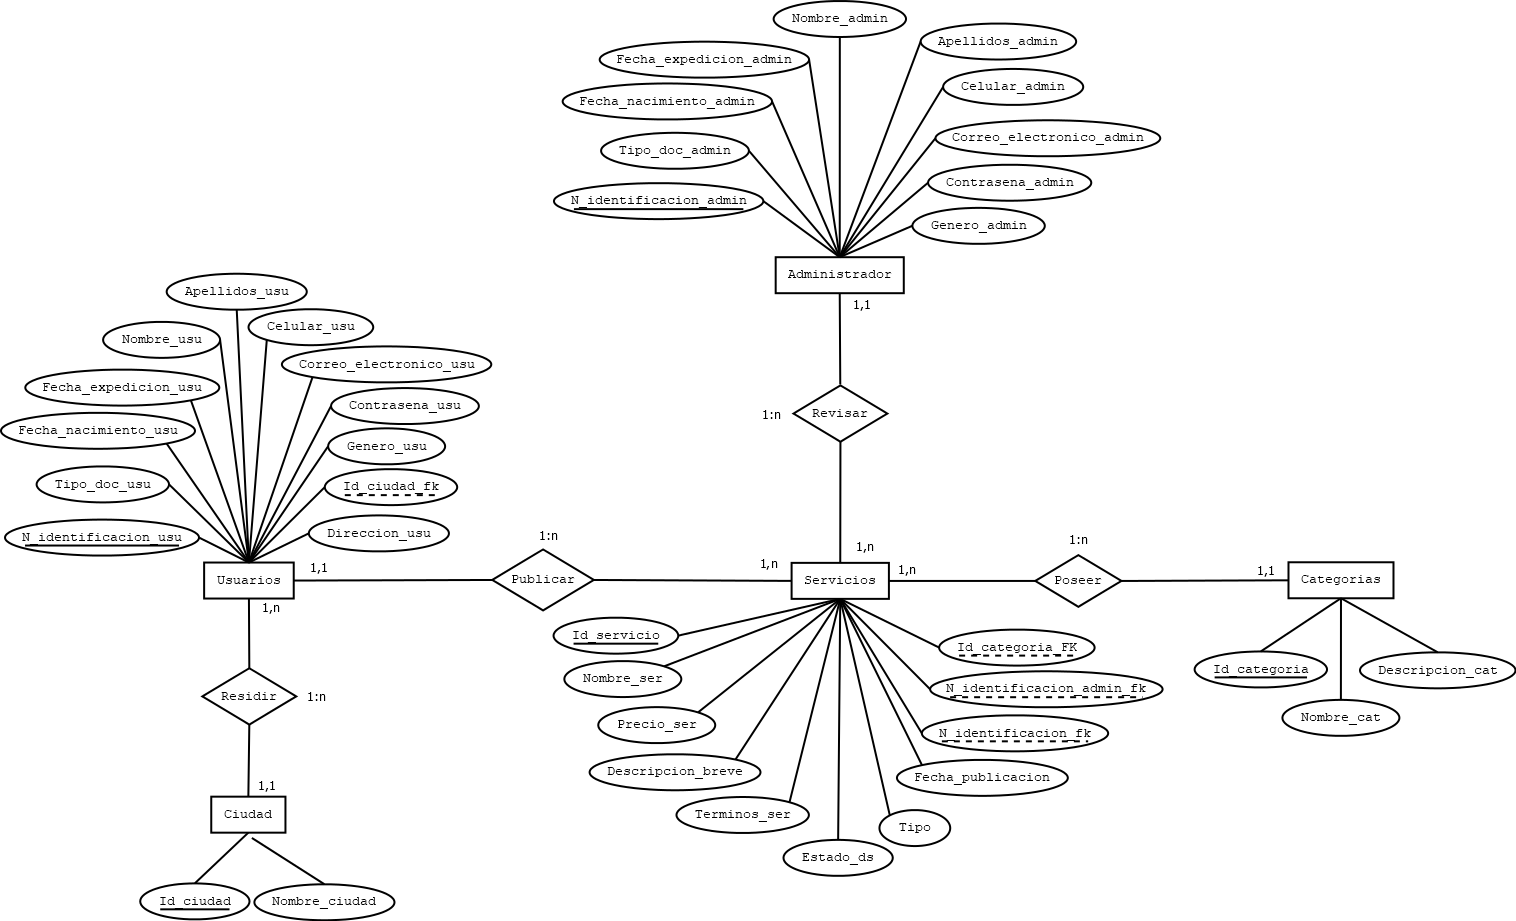 Nombre_admin
Apellidos_admin
Fecha_expedicion_admin
Celular_admin
Fecha_nacimiento_admin
Correo_electronico_admin
Tipo_doc_admin
Contrasena_admin
N_identificacion_admin
Genero_admin
Administrador
1,1
Revisar
1:n
1,n
Apellidos_usu
Celular_usu
Nombre_usu
Correo_electronico_usu
Fecha_expedicion_usu
Contrasena_usu
Fecha_nacimiento_usu
Genero_usu
Tipo_doc_usu
Id_ciudad_fk
N_identificacion_usu
Direccion_usu
Usuarios
1,1
1:n
Publicar
1,n
Servicios
1,n
1:n
Poseer
1,1
Categorias
1,n
Residir
1:n
1,1
Ciudad
Id_ciudad
Nombre_ciudad
Id_servicio
Nombre_ser
Precio_ser
Descripcion_breve
Terminos_ser
Estado_ds
Tipo
Fecha_publicacion
N_identificacion_fk
N_identificacion_admin_fk
Id_categoria_FK
Id_categoria
Nombre_cat
Descripcion_cat